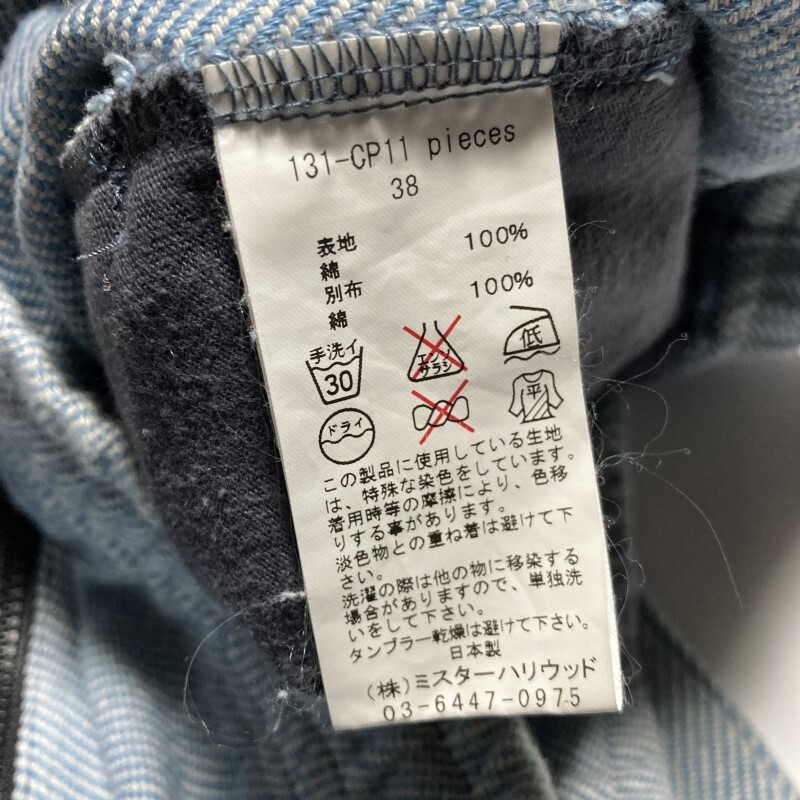 131-CP11 pieces
38
表地
綿 100%
別布
綿 100%
手洗イ
30
エンソ
サラシ
低
ドライ
平
この製品に使用している生地
は、特殊な染色をしています。
着用時等の摩擦により、色移
りする事があります。
淡色物との重ね着は避けて下
さい。
洗濯の際は他の物に移染する
場合がありますので、単独洗
いをして下さい。
タンブラー乾燥は避けて下さい。
日本製
(株)ミスターハリウッド
03-6447-0975